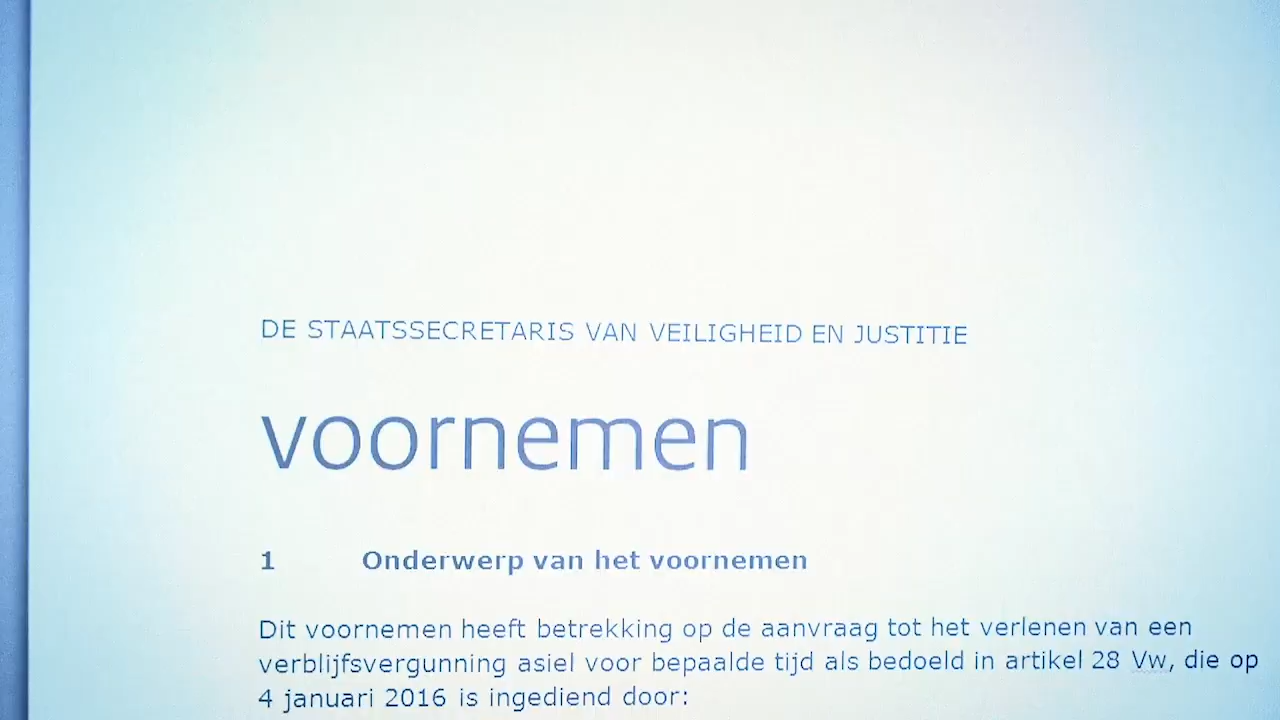 DE STAATSSECRETARIS VAN VEILIGHEID EN JUSTITIE
voornemen
1 Onderwerp van het voornemen
Dit voornemen heeft betrekking op de aanvraag tot het verlenen van een
verblijfsvergunning asiel voor bepaalde tijd als bedoeld in artikel 28 Vw, die op
4 januari 2016 is ingediend door: